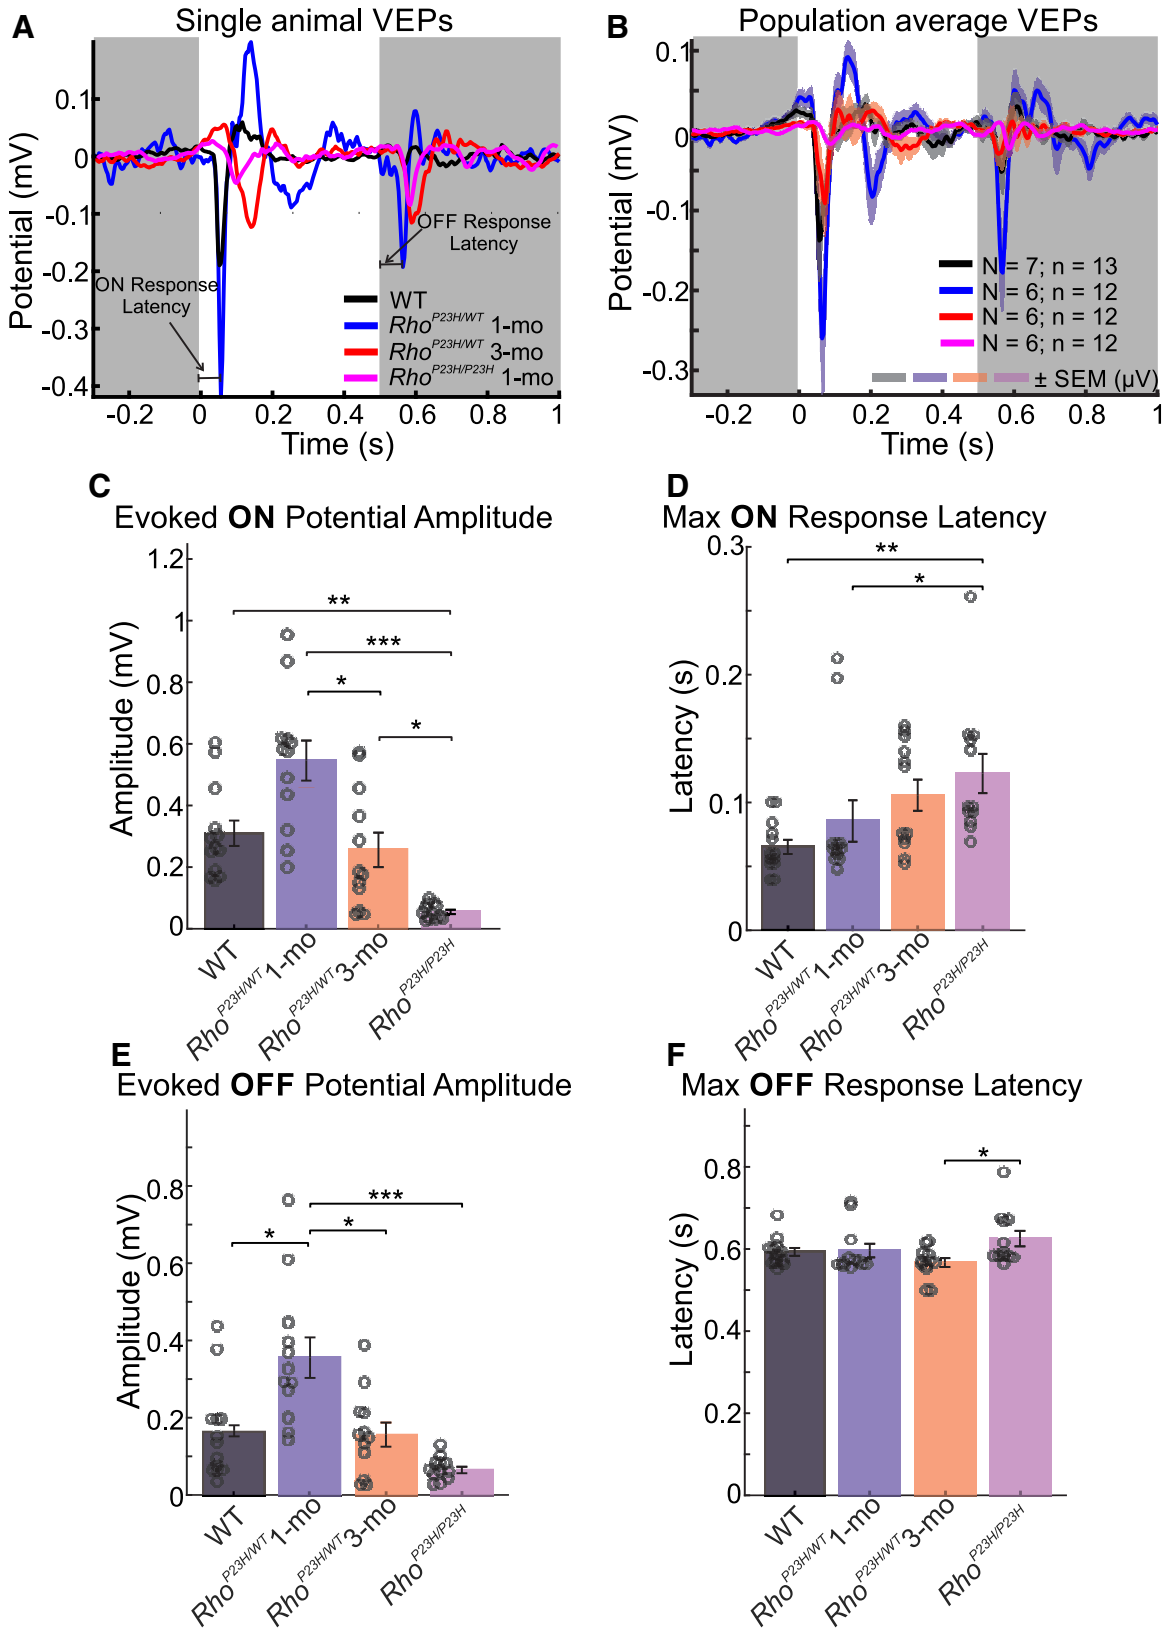 A
Single animal VEPs
Potential (mV)
0.1
0
-0.1
-0.2
-0.3
-0.4
ON Response
Latency
OFF Response
Latency
WT
Rho^P23H/WT 1-mo
Rho^P23H/WT 3-mo
Rho^P23H/P23H 1-mo
-0.2 0 0.2 0.4 0.6 0.8 1
Time (s)
B
Population average VEPs
Potential (mV)
0.1
0
-0.1
-0.2
-0.3
N = 7; n = 13
N = 6; n = 12
N = 6; n = 12
N = 6; n = 12
± SEM (µV)
-0.2 0 0.2 0.4 0.6 0.8 1
Time (s)
C
Evoked ON Potential Amplitude
Amplitude (mV)
1.2
1
0.8
0.6
0.4
0.2
0
**
***
*
*
WT
Rho^P23H/WT 1-mo
Rho^P23H/WT 3-mo
Rho^P23H/P23H
D
Max ON Response Latency
Latency (s)
0.3
0.2
0.1
0
**
*
WT
Rho^P23H/WT 1-mo
Rho^P23H/WT 3-mo
Rho^P23H/P23H
E
Evoked OFF Potential Amplitude
Amplitude (mV)
0.8
0.6
0.4
0.2
0
***
*
*
WT
Rho^P23H/WT 1-mo
Rho^P23H/WT 3-mo
Rho^P23H/P23H
F
Max OFF Response Latency
Latency (s)
0.8
0.6
0.4
0.2
0
*
WT
Rho^P23H/WT 1-mo
Rho^P23H/WT 3-mo
Rho^P23H/P23H